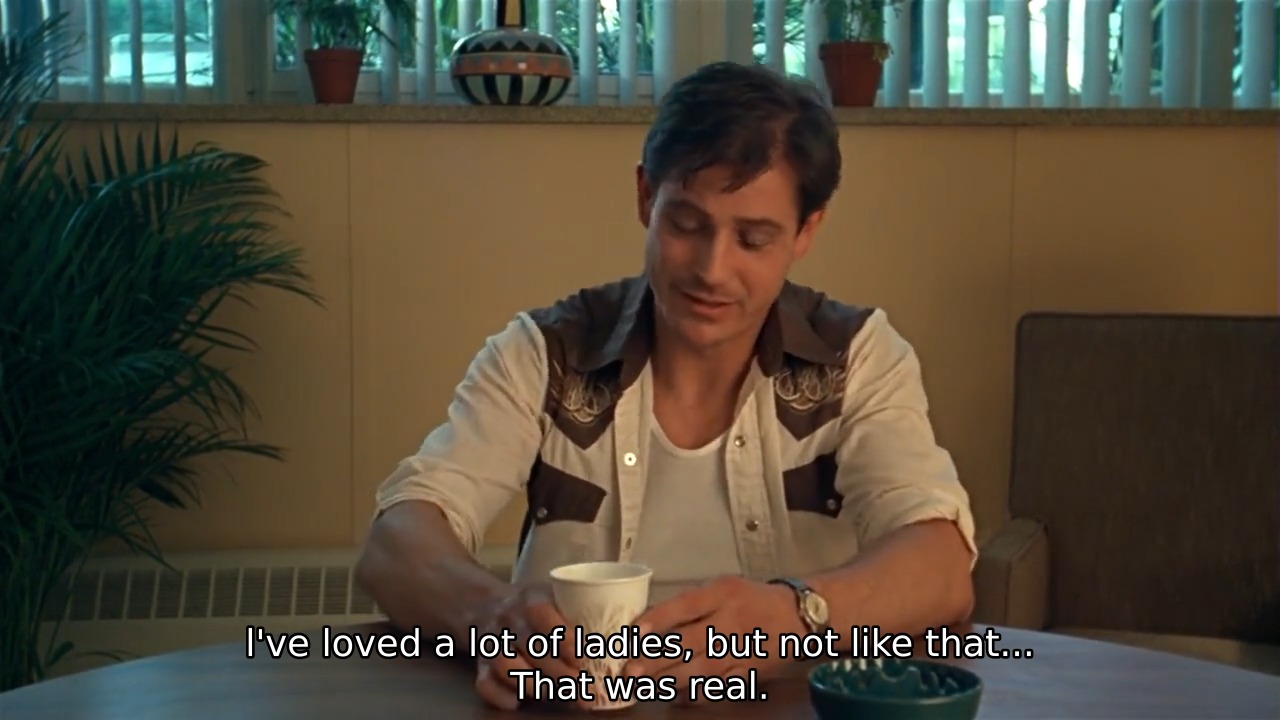 I've loved a lot of ladies, but not like that...
That was real.